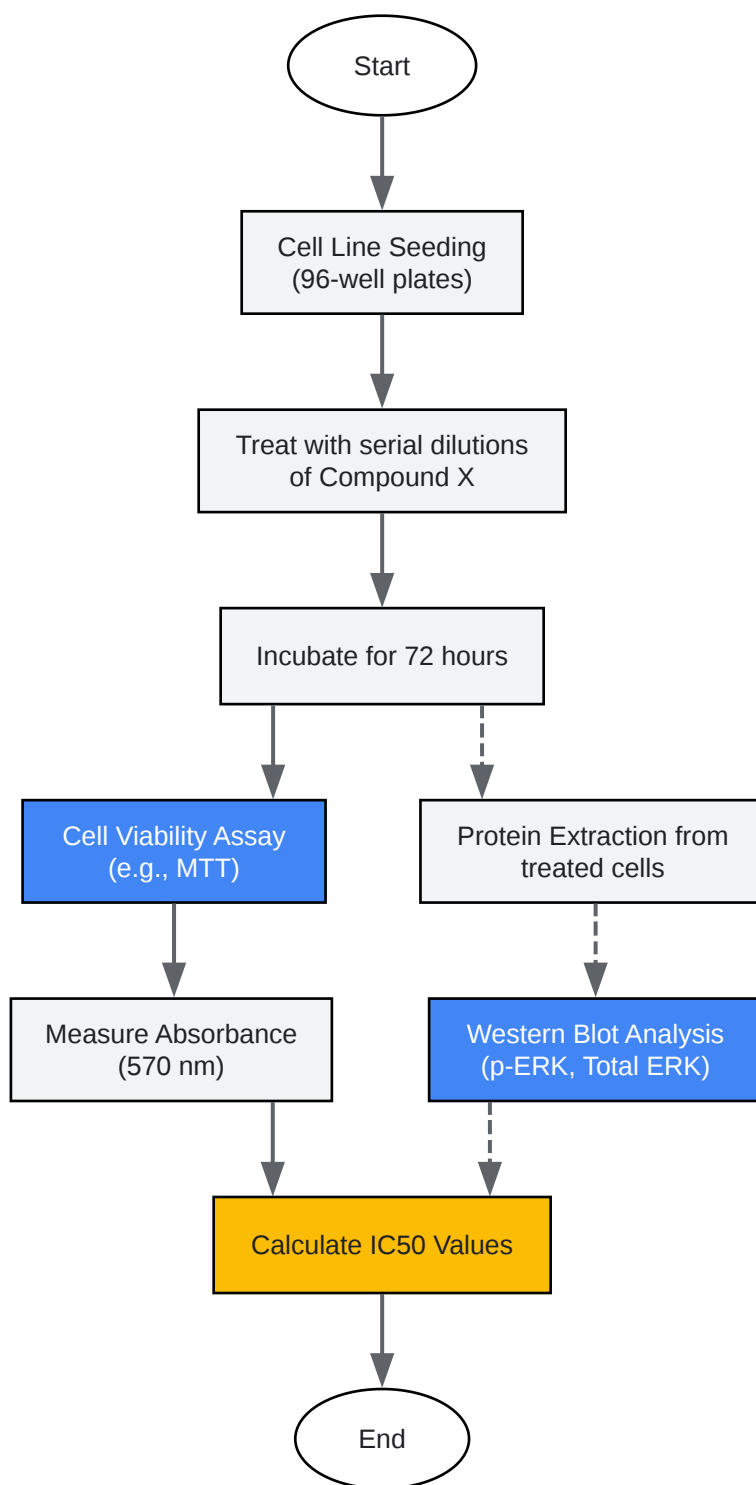 Start
Cell Line Seeding
(96-well plates)
Treat with serial dilutions
of Compound X
Incubate for 72 hours
Cell Viability Assay
(e.g., MTT)
Protein Extraction from
treated cells
Measure Absorbance
(570 nm)
Western Blot Analysis
(p-ERK, Total ERK)
Calculate IC50 Values
End